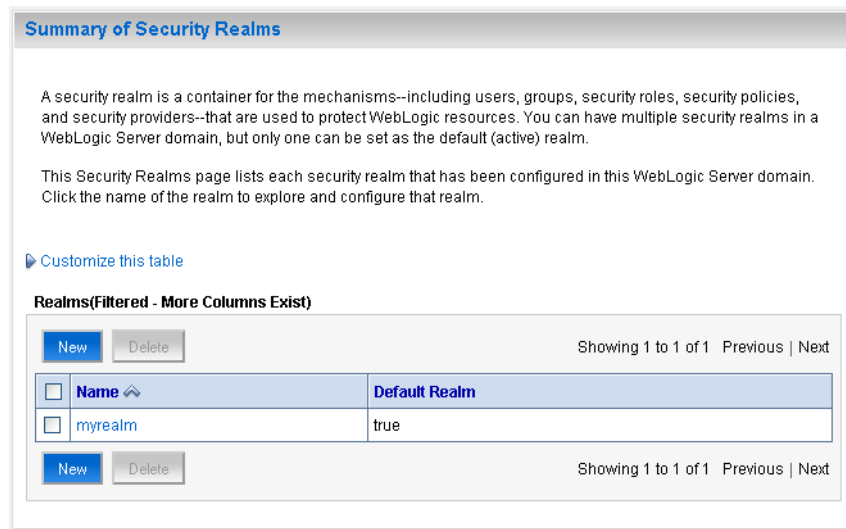 Summary of Security Realms
A security realm is a container for the mechanisms--including users, groups, security roles, security policies,
and security providers--that are used to protect WebLogic resources. You can have multiple security realms in a
WebLogic Server domain, but only one can be set as the default (active) realm.
This Security Realms page lists each security realm that has been configured in this WebLogic Server domain.
Click the name of the realm to explore and configure that realm.
Customize this table
Realms(Filtered - More Columns Exist)
New Delete Showing 1 to 1 of 1 Previous | Next
Name Default Realm
myrealm true
New Delete Showing 1 to 1 of 1 Previous | Next